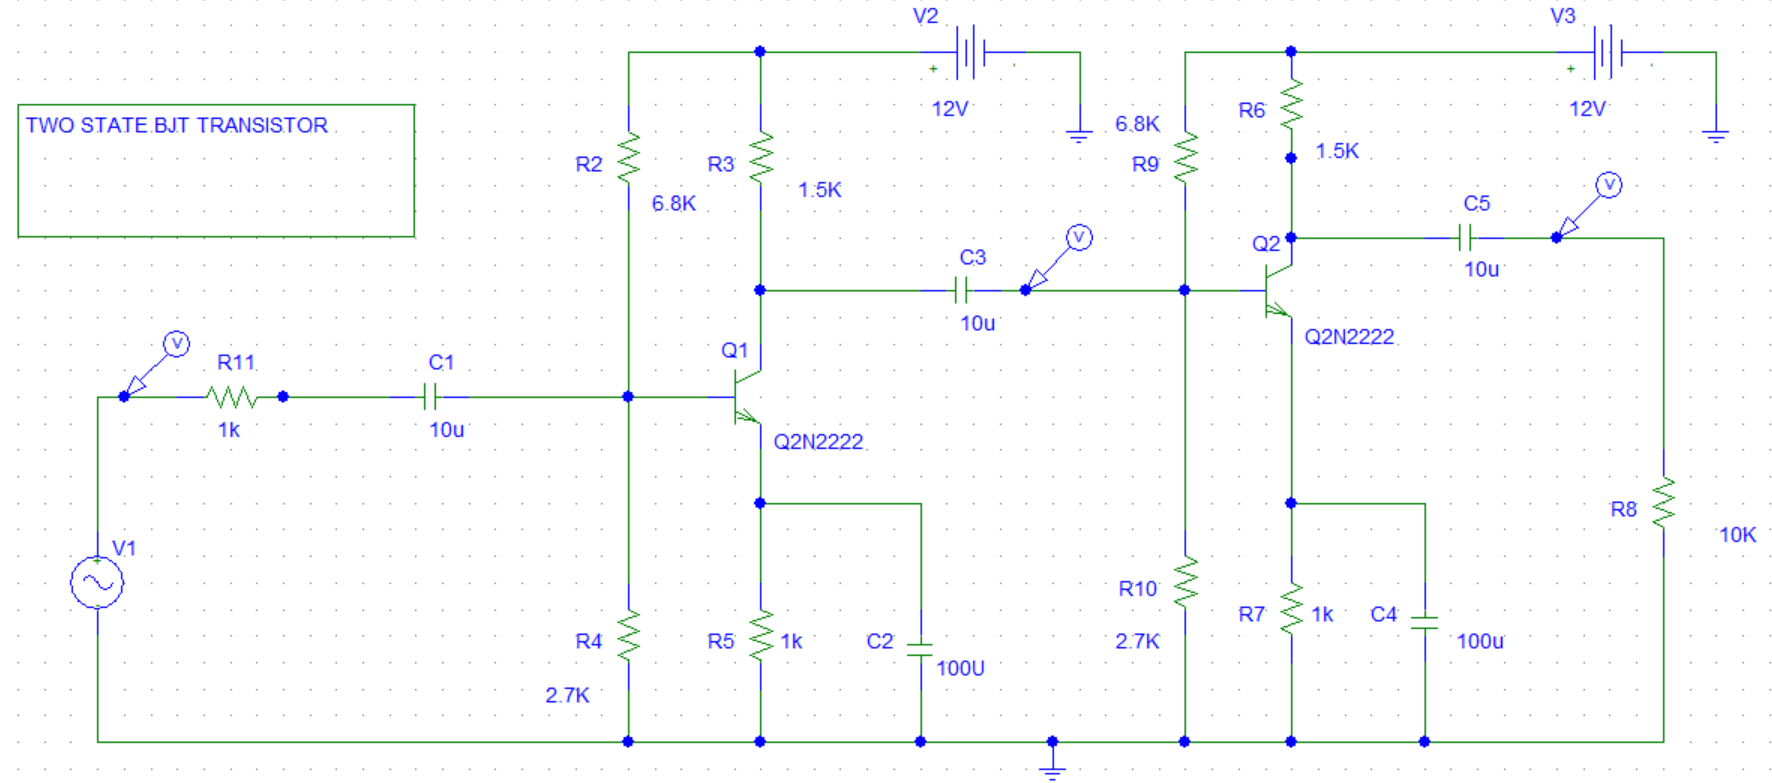 V2
V3
+
+
12V
12V
TWO STATE BJT TRANSISTOR
R2
6.8K
R3
1.5K
6.8K
R9
R6
1.5K
V
V
V
C3
10u
C5
10u
Q2
Q2N2222
R11
1k
C1
10u
Q1
Q2N2222
V1
+
R4
2.7K
R5
1k
C2
100U
R10
2.7K
R7
1k
C4
100u
R8
10K